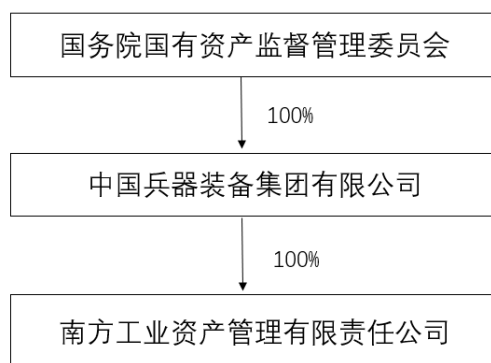 国务院国有资产监督管理委员会
100%
中国兵器装备集团有限公司
100%
南方工业资产管理有限责任公司